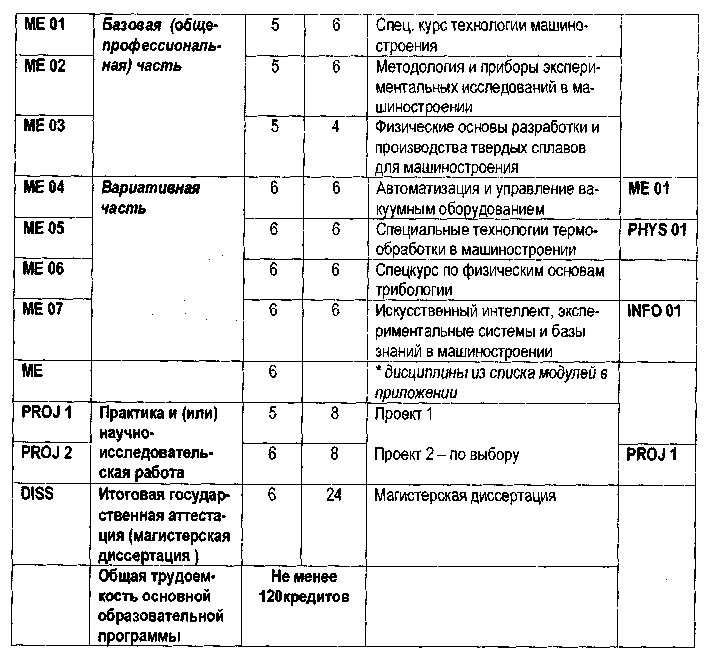 ME 01 Базовая (обще- 5 6 Спец. курс технологии машино-
профессиональ- строения
ME 02 ная) часть 5 6 Методология и приборы экспери-
ментальных исследований в ма-
шиностроении
ME 03 5 4 Физические основы разработки и
производства твердых сплавов
для машиностроения
ME 04 Вариативная 6 6 Автоматизация и управление ва- ME 01
часть куумным оборудованием
ME 05 6 6 Специальные технологии термо- PHYS 01
обработки в машиностроении
ME 06 6 6 Спецкурс по физическим основам
трибологии
ME 07 6 6 Искусственный интеллект, экспе- INFO 01
риментальные системы и базы
знаний в машиностроении
ME 6 * дисциплины из списка модулей в
приложении
PROJ 1 Практика и (или) 5 8 Проект 1
научно-
PROJ 2 исследователь- 6 8 Проект 2 – по выбору PROJ 1
ская работа
DISS Итоговая государ- 6 24 Магистерская диссертация
ственная аттеста-
ция (магистерская
диссертация )
Общая трудоем- Не менее
кость основной 120кредитов
образовательной
программы